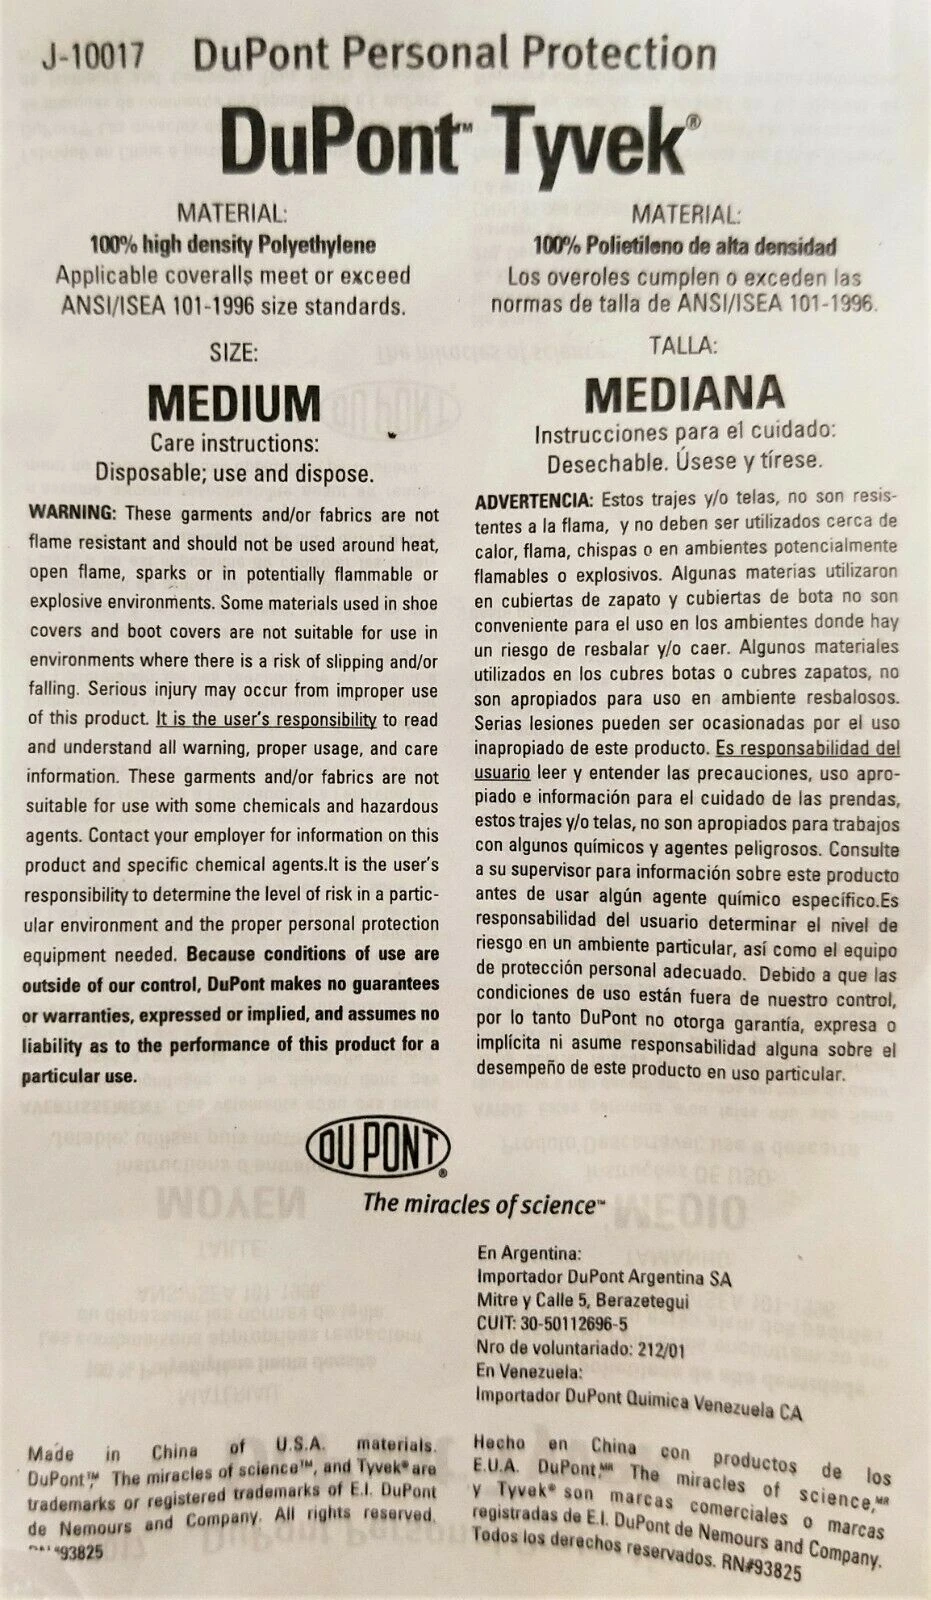 J-10017 DuPont Personal Protection
DuPont™ Tyvek®
MATERIAL:
100% high density Polyethylene
Applicable coveralls meet or exceed
ANSI/ISEA 101-1996 size standards.
SIZE:
MEDIUM
Care instructions:
Disposable; use and dispose.
WARNING: These garments and/or fabrics are not
flame resistant and should not be used around heat,
open flame, sparks or in potentially flammable or
explosive environments. Some materials used in shoe
covers and boot covers are not suitable for use in
environments where there is a risk of slipping and/or
falling. Serious injury may occur from improper use
of this product. It is the user's responsibility to read
and understand all warning, proper usage, and care
information. These garments and/or fabrics are not
suitable for use with some chemicals and hazardous
agents. Contact your employer for information on this
product and specific chemical agents.It is the user's
responsibility to determine the level of risk in a partic-
ular environment and the proper personal protection
equipment needed. Because conditions of use are
outside of our control, DuPont makes no guarantees
or warranties, expressed or implied, and assumes no
liability as to the performance of this product for a
particular use.
MATERIAL:
100% Polietileno de alta densidad
Los overoles cumplen o exceden las
normas de talla de ANSI/ISEA 101-1996.
TALLA:
MEDIANA
Instrucciones para el cuidado:
Desechable. Úsese y tírese.
ADVERTENCIA: Estos trajes y/o telas, no son resis-
tentes a la flama, y no deben ser utilizados cerca de
calor, flama, chispas o en ambientes potencialmente
flamables o explosivos. Algunas materias utilizaron
en cubiertas de zapato y cubiertas de bota no son
conveniente para el uso en los ambientes donde hay
un riesgo de resbalar y/o caer. Algunos materiales
utilizados en los cubres botas o cubres zapatos, no
son apropiados para uso en ambiente resbalosos.
Serias lesiones pueden ser ocasionadas por el uso
inapropiado de este producto. Es responsabilidad del
usuario leer y entender las precauciones, uso apro-
piado e información para el cuidado de las prendas,
estos trajes y/o telas, no son apropiados para trabajos
con algunos químicos y agentes peligrosos. Consulte
a su supervisor para información sobre este producto
antes de usar algún agente químico específico.Es
responsabilidad del usuario determinar el nivel de
riesgo en un ambiente particular, así como el equipo
de protección personal adecuado. Debido a que las
condiciones de uso están fuera de nuestro control,
por lo tanto DuPont no otorga garantía, expresa o
implícita ni asume responsabilidad alguna sobre el
desempeño de este producto en uso particular.
DU PONT®
The miracles of science™
En Argentina:
Importador DuPont Argentina SA
Mitre y Calle 5, Berazetegui
CUIT: 30-50112696-5
Nro de voluntariado: 212/01
En Venezuela:
Importador DuPont Quimica Venezuela CA
Made in China of U.S.A. materials.
DuPont™, The miracles of science™, and Tyvek® are
trademarks or registered trademarks of E.I. DuPont
de Nemours and Company. All rights reserved.
#93825
Hecho en China con productos de los
E.U.A. DuPont,MR The miracles of science,MR
y Tyvek® son marcas comerciales o marcas
registradas de E.I. DuPont de Nemours and Company.
Todos los derechos reservados. RN#93825